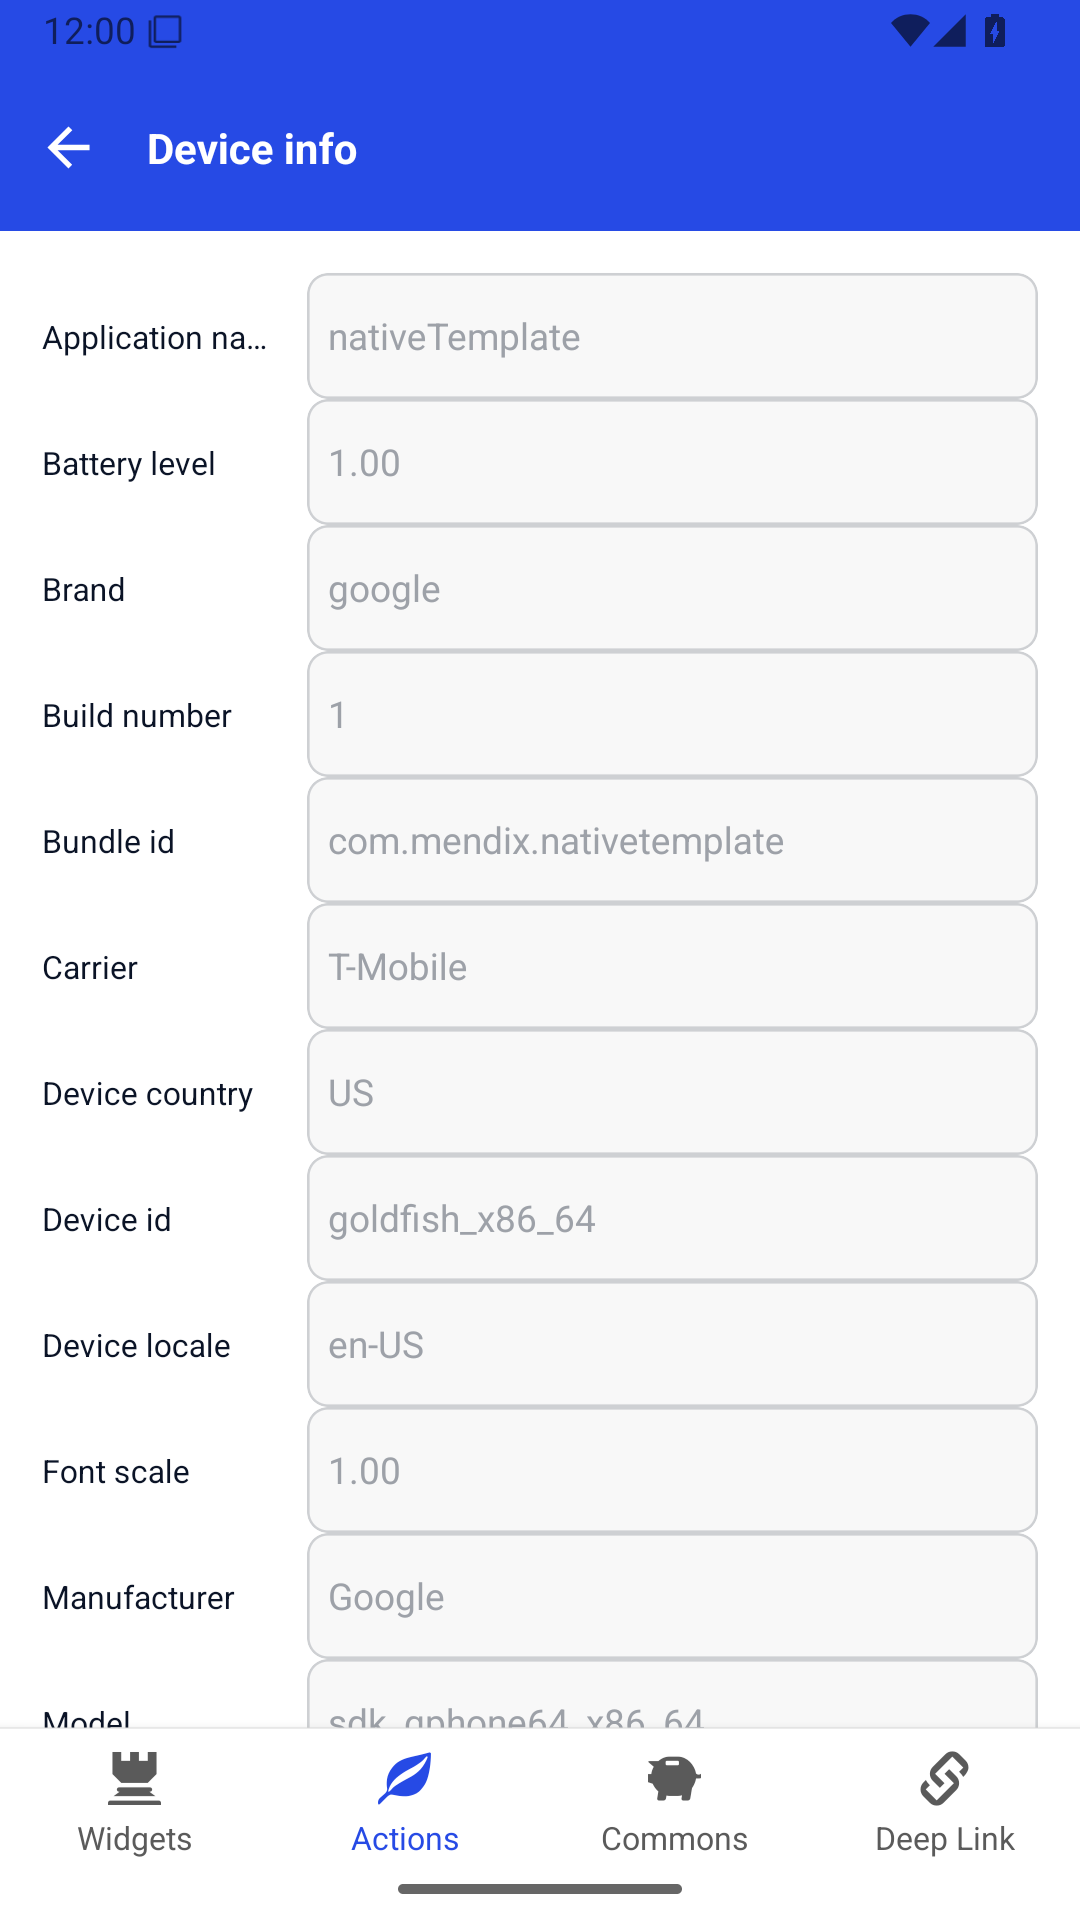 12:00
Device info
Application na... nativeTemplate
Battery level 1.00
Brand google
Build number 1
Bundle id com.mendix.nativetemplate
Carrier T-Mobile
Device country US
Device id goldfish_x86_64
Device locale en-US
Font scale 1.00
Manufacturer Google
Model sdk_gphone64_x86_64
Widgets Actions Commons Deep Link